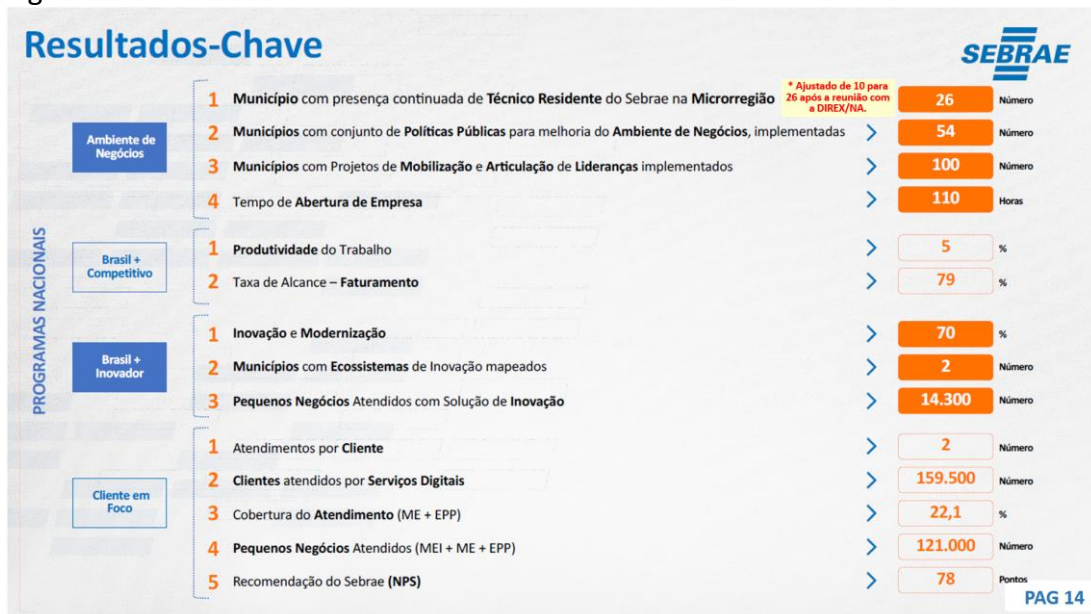 Resultados-Chave
SEBRAE
PROGRAMAS NACIONAIS
Ambiente de
Negócios
1 Município com presença continuada de Técnico Residente do Sebrae na Microrregião
* Ajustado de 10 para
26 após a reunião com
a DIREX/NA.
26 Número
2 Municípios com conjunto de Políticas Públicas para melhoria do Ambiente de Negócios, implementadas > 54 Número
3 Municípios com Projetos de Mobilização e Articulação de Lideranças implementados > 100 Número
4 Tempo de Abertura de Empresa > 110 Horas
Brasil +
Competitivo
1 Produtividade do Trabalho > 5 %
2 Taxa de Alcance – Faturamento > 79 %
Brasil +
Inovador
1 Inovação e Modernização > 70 %
2 Municípios com Ecossistemas de Inovação mapeados > 2 Número
3 Pequenos Negócios Atendidos com Solução de Inovação > 14.300 Número
Cliente em
Foco
1 Atendimentos por Cliente > 2 Número
2 Clientes atendidos por Serviços Digitais > 159.500 Número
3 Cobertura do Atendimento (ME + EPP) > 22,1 %
4 Pequenos Negócios Atendidos (MEI + ME + EPP) > 121.000 Número
5 Recomendação do Sebrae (NPS) > 78 Pontos
PAG 14